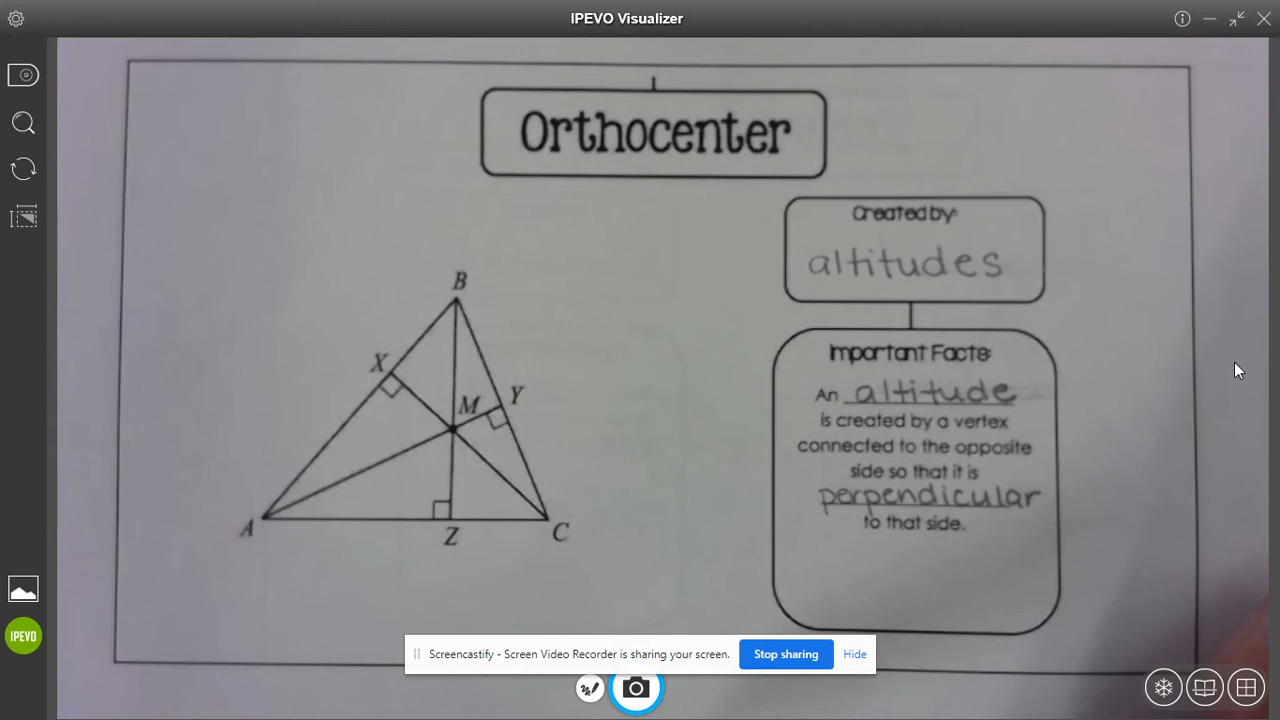 IPEVO Visualizer
Orthocenter
Created by:
altitudes
Important Facts:
An altitude
is created by a vertex
connected to the opposite
side so that it is
perpendicular
to that side.
B
X
Y
M
A
Z
C
IPEVO
Screencastify - Screen Video Recorder is sharing your screen.
Stop sharing
Hide